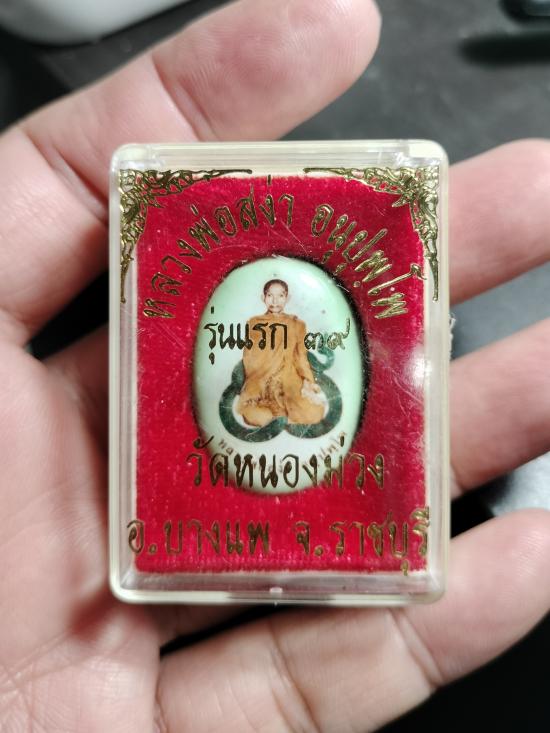 หลวงพ่อสง่า อนุปุพฺโพ
รุ่นแรก ๓๙
วัดหนองม่วง
อ.บางแพ จ.ราชบุรี